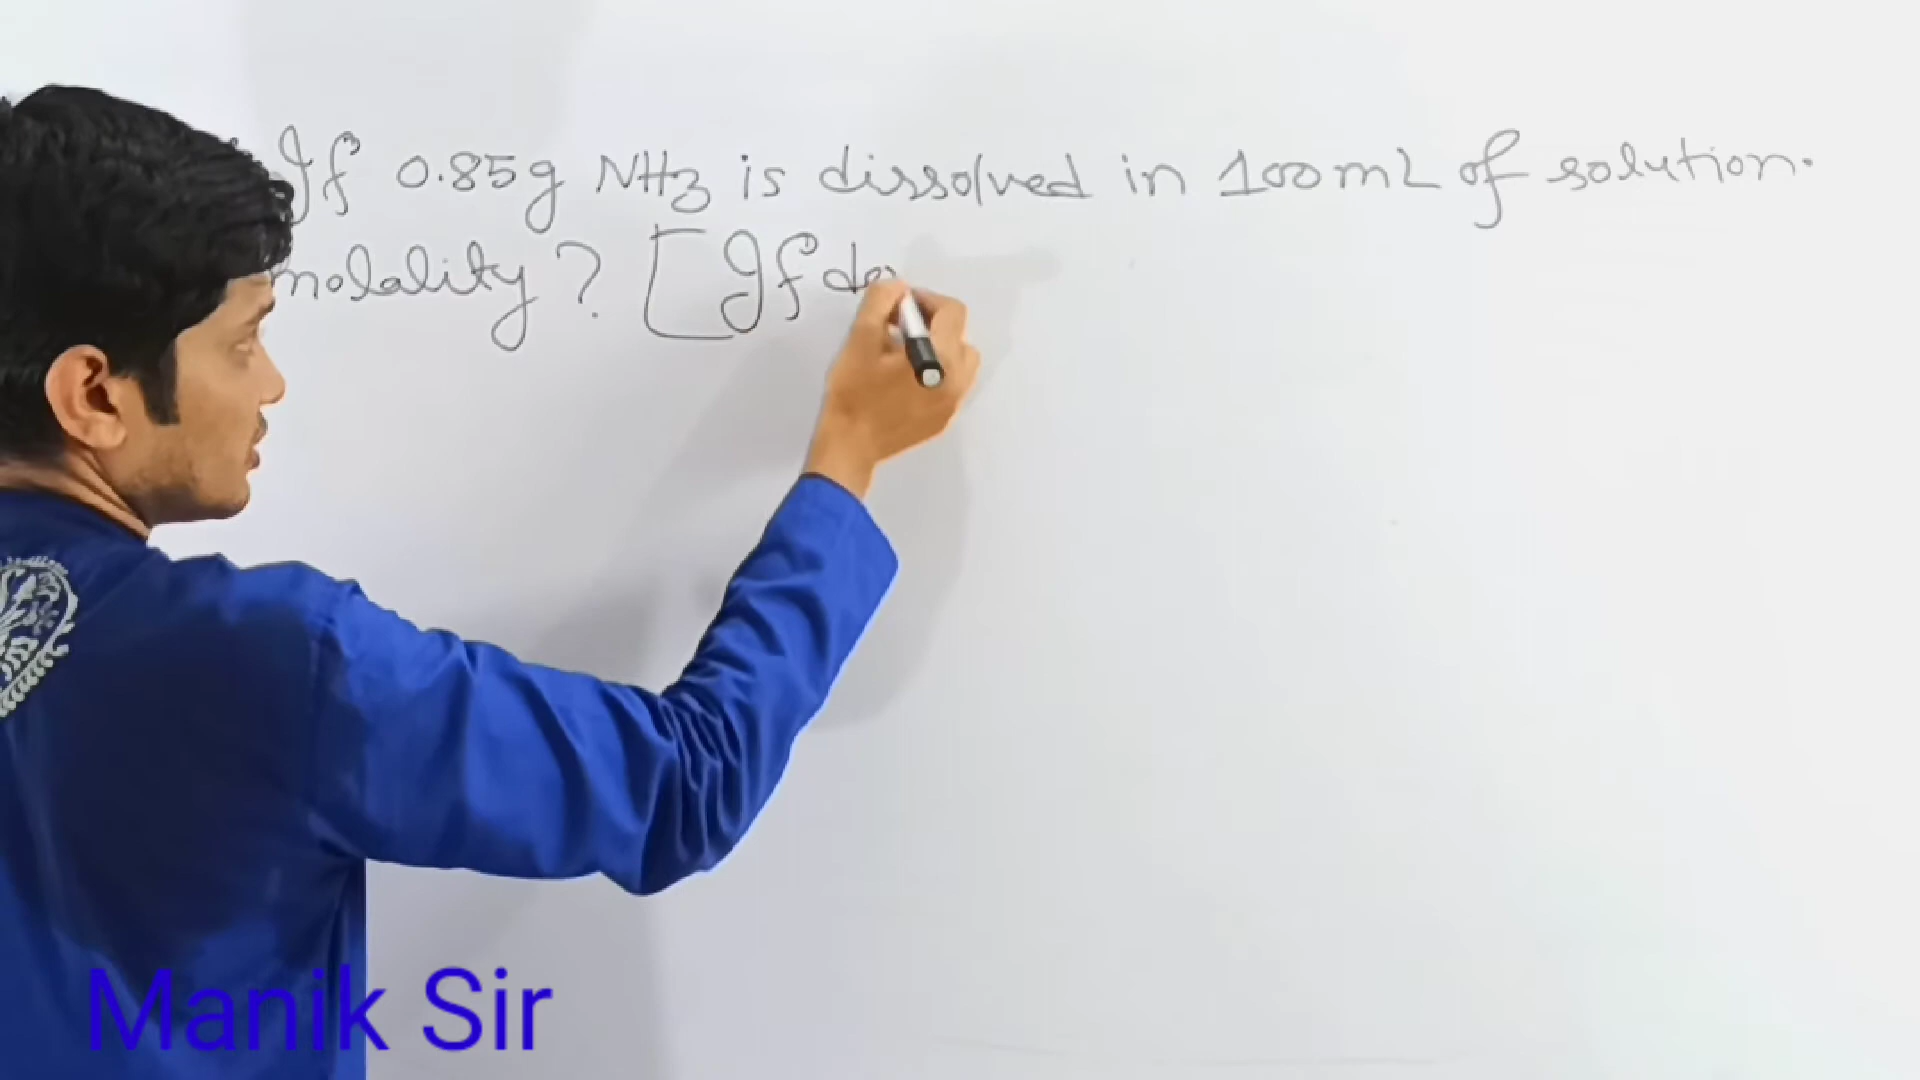 If 0.85g NH3 is dissolved in 100mL of solution.
molality? [If de
Manik Sir